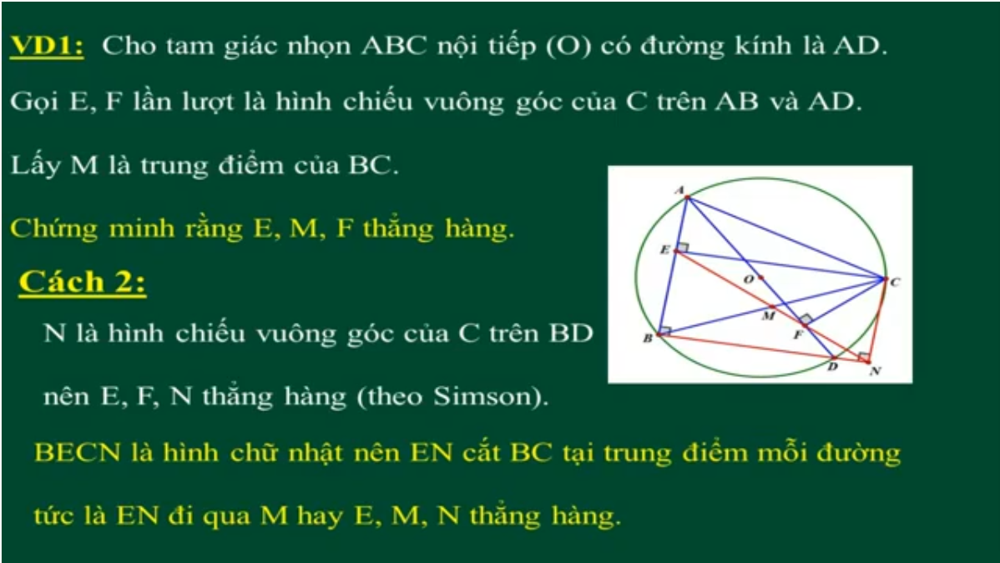 VD1: Cho tam giác nhọn ABC nội tiếp (O) có đường kính là AD.
Gọi E, F lần lượt là hình chiếu vuông góc của C trên AB và AD.
Lấy M là trung điểm của BC.
Chứng minh rằng E, M, F thẳng hàng.
Cách 2:
N là hình chiếu vuông góc của C trên BD
nên E, F, N thẳng hàng (theo Simson).
BECN là hình chữ nhật nên EN cắt BC tại trung điểm mỗi đường
tức là EN đi qua M hay E, M, N thẳng hàng.
A
E
O
C
M
B
F
D
N